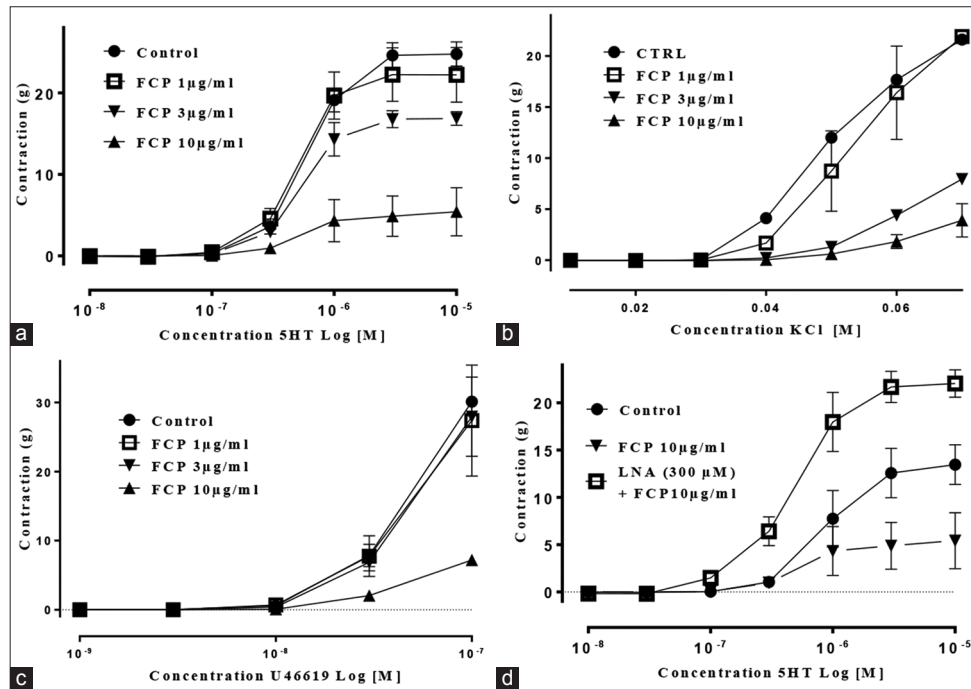 Contraction (g)
20
10
0
Control
FCP 1µg/ml
FCP 3µg/ml
FCP 10µg/ml
10-8
10-7
10-6
10-5
Concentration 5HT Log [M]
a
Contraction (g)
20
15
10
5
0
CTRL
FCP 1µg/ml
FCP 3µg/ml
FCP 10µg/ml
0.02
0.04
0.06
Concentration KCl [M]
b
Contraction (g)
30
20
10
0
Control
FCP 1µg/ml
FCP 3µg/ml
FCP 10µg/ml
10-9
10-8
10-7
Concentration U46619 Log [M]
c
Contraction (g)
20
15
10
5
0
Control
FCP 10µg/ml
LNA (300 µM)
+ FCP10µg/ml
10-8
10-7
10-6
10-5
Concentration 5HT Log [M]
d